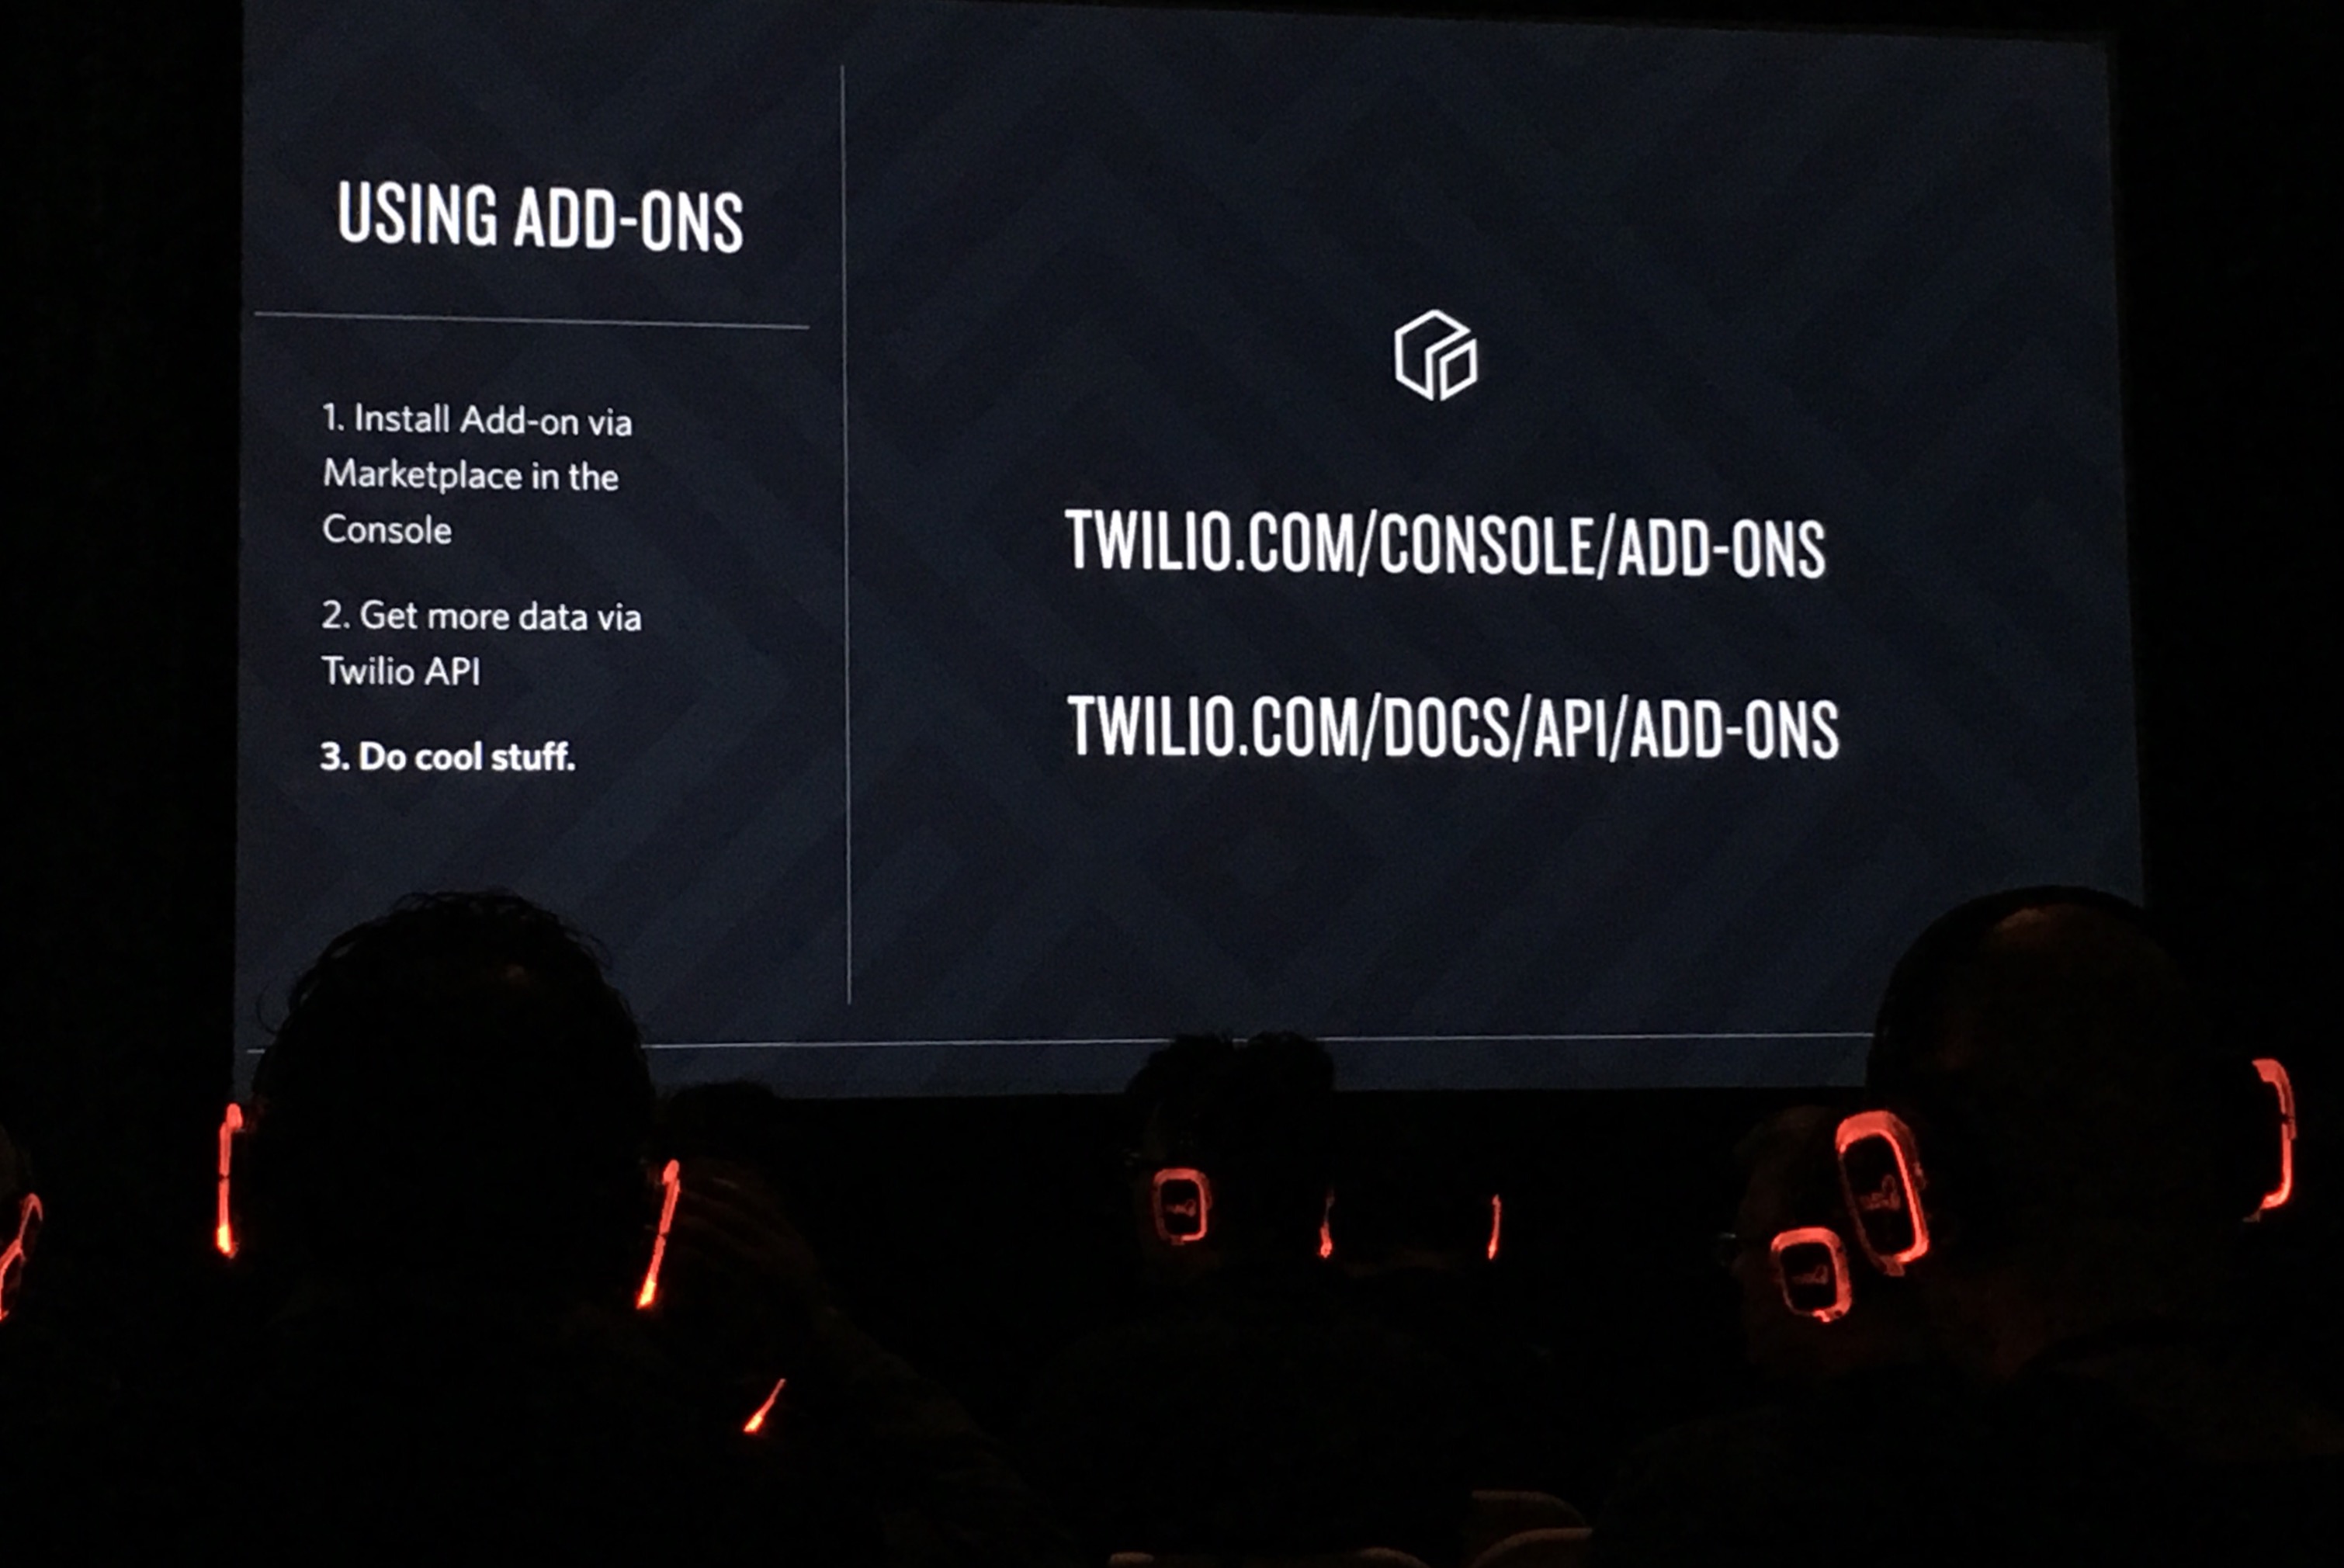 USING ADD-ONS
1. Install Add-on via
Marketplace in the
Console
2. Get more data via
Twilio API
3. Do cool stuff.
TWILIO.COM/CONSOLE/ADD-ONS
TWILIO.COM/DOCS/API/ADD-ONS